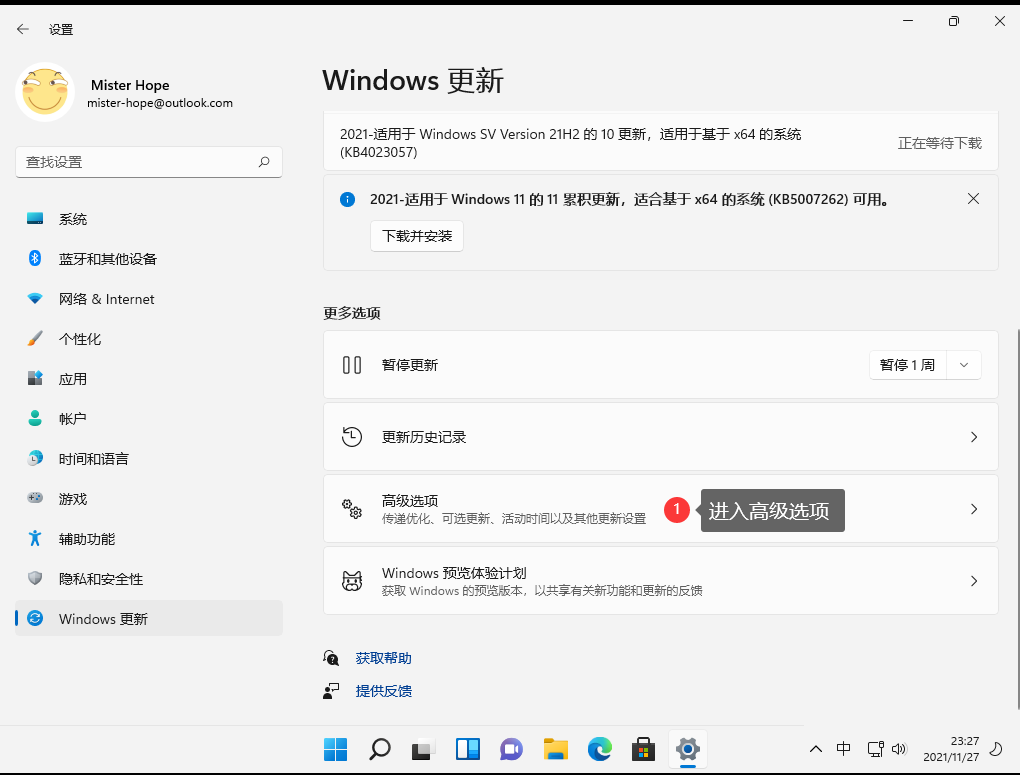 设置
Mister Hope
mister-hope@outlook.com
查找设置
系统
蓝牙和其他设备
网络 & Internet
个性化
应用
帐户
时间和语言
游戏
辅助功能
隐私和安全性
Windows 更新
Windows 更新
2021-适用于 Windows SV Version 21H2 的 10 更新，适用于基于 x64 的系统
(KB4023057)
正在等待下载
2021-适用于 Windows 11 的 11 累积更新，适合基于 x64 的系统 (KB5007262) 可用。
下载并安装
更多选项
暂停更新
暂停 1 周
更新历史记录
高级选项
传递优化、可选更新、活动时间以及其他更新设置
1
进入高级选项
Windows 预览体验计划
获取 Windows 的预览版本，以共享有关新功能和更新的反馈
获取帮助
提供反馈
中
23:27
2021/11/27